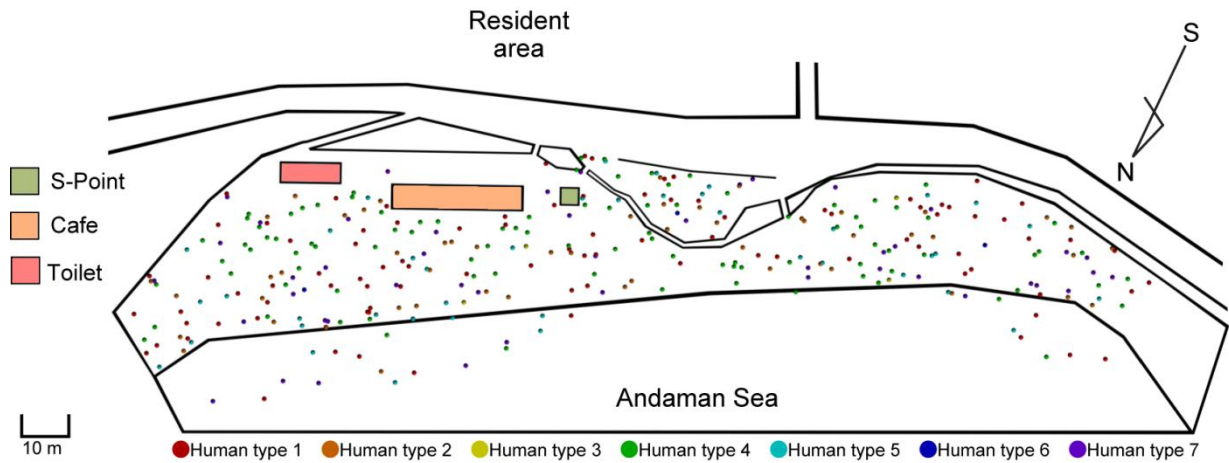 Resident
area
S
N
S-Point
Cafe
Toilet
Andaman Sea
10 m
Human type 1
Human type 2
Human type 3
Human type 4
Human type 5
Human type 6
Human type 7